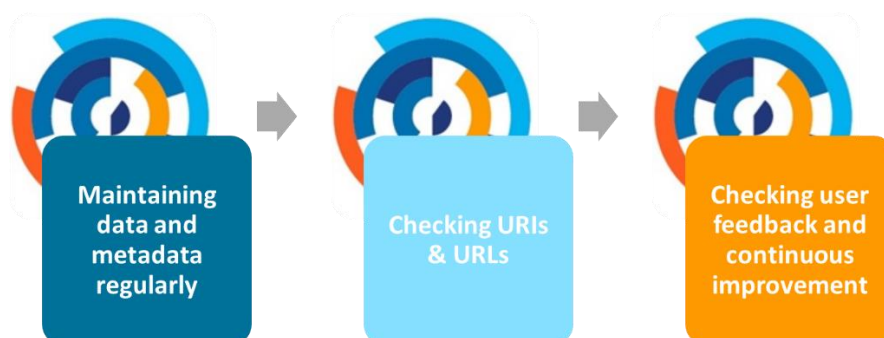 Maintaining
data and
metadata
regularly
Checking URIs
& URLs
Checking user
feedback and
continuous
improvement